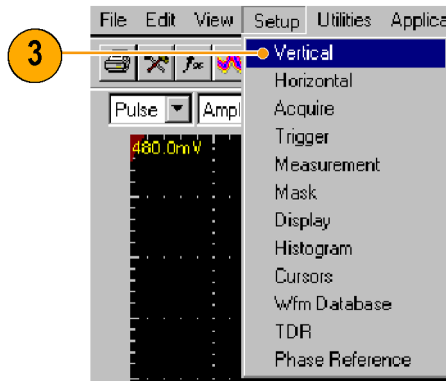 File Edit View Setup Utilities Applica
3
Vertical
Horizontal
Pulse Ampl
Acquire
480.0mV
Trigger
Measurement
Mask
Display
Histogram
Cursors
Wfm Database
TDR
Phase Reference